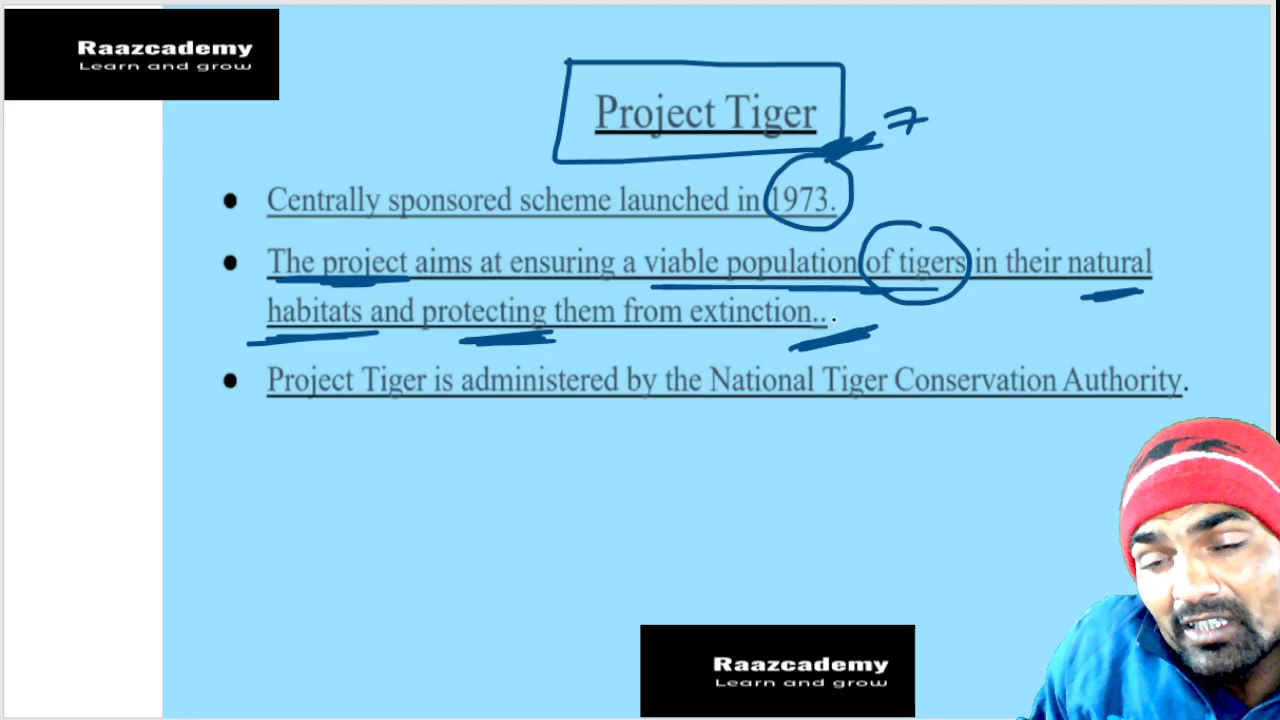 Raazcademy
Learn and grow
Project Tiger
7
Centrally sponsored scheme launched in 1973.
The project aims at ensuring a viable population of tigers in their natural
habitats and protecting them from extinction..
Project Tiger is administered by the National Tiger Conservation Authority.
Raazcademy
Learn and grow